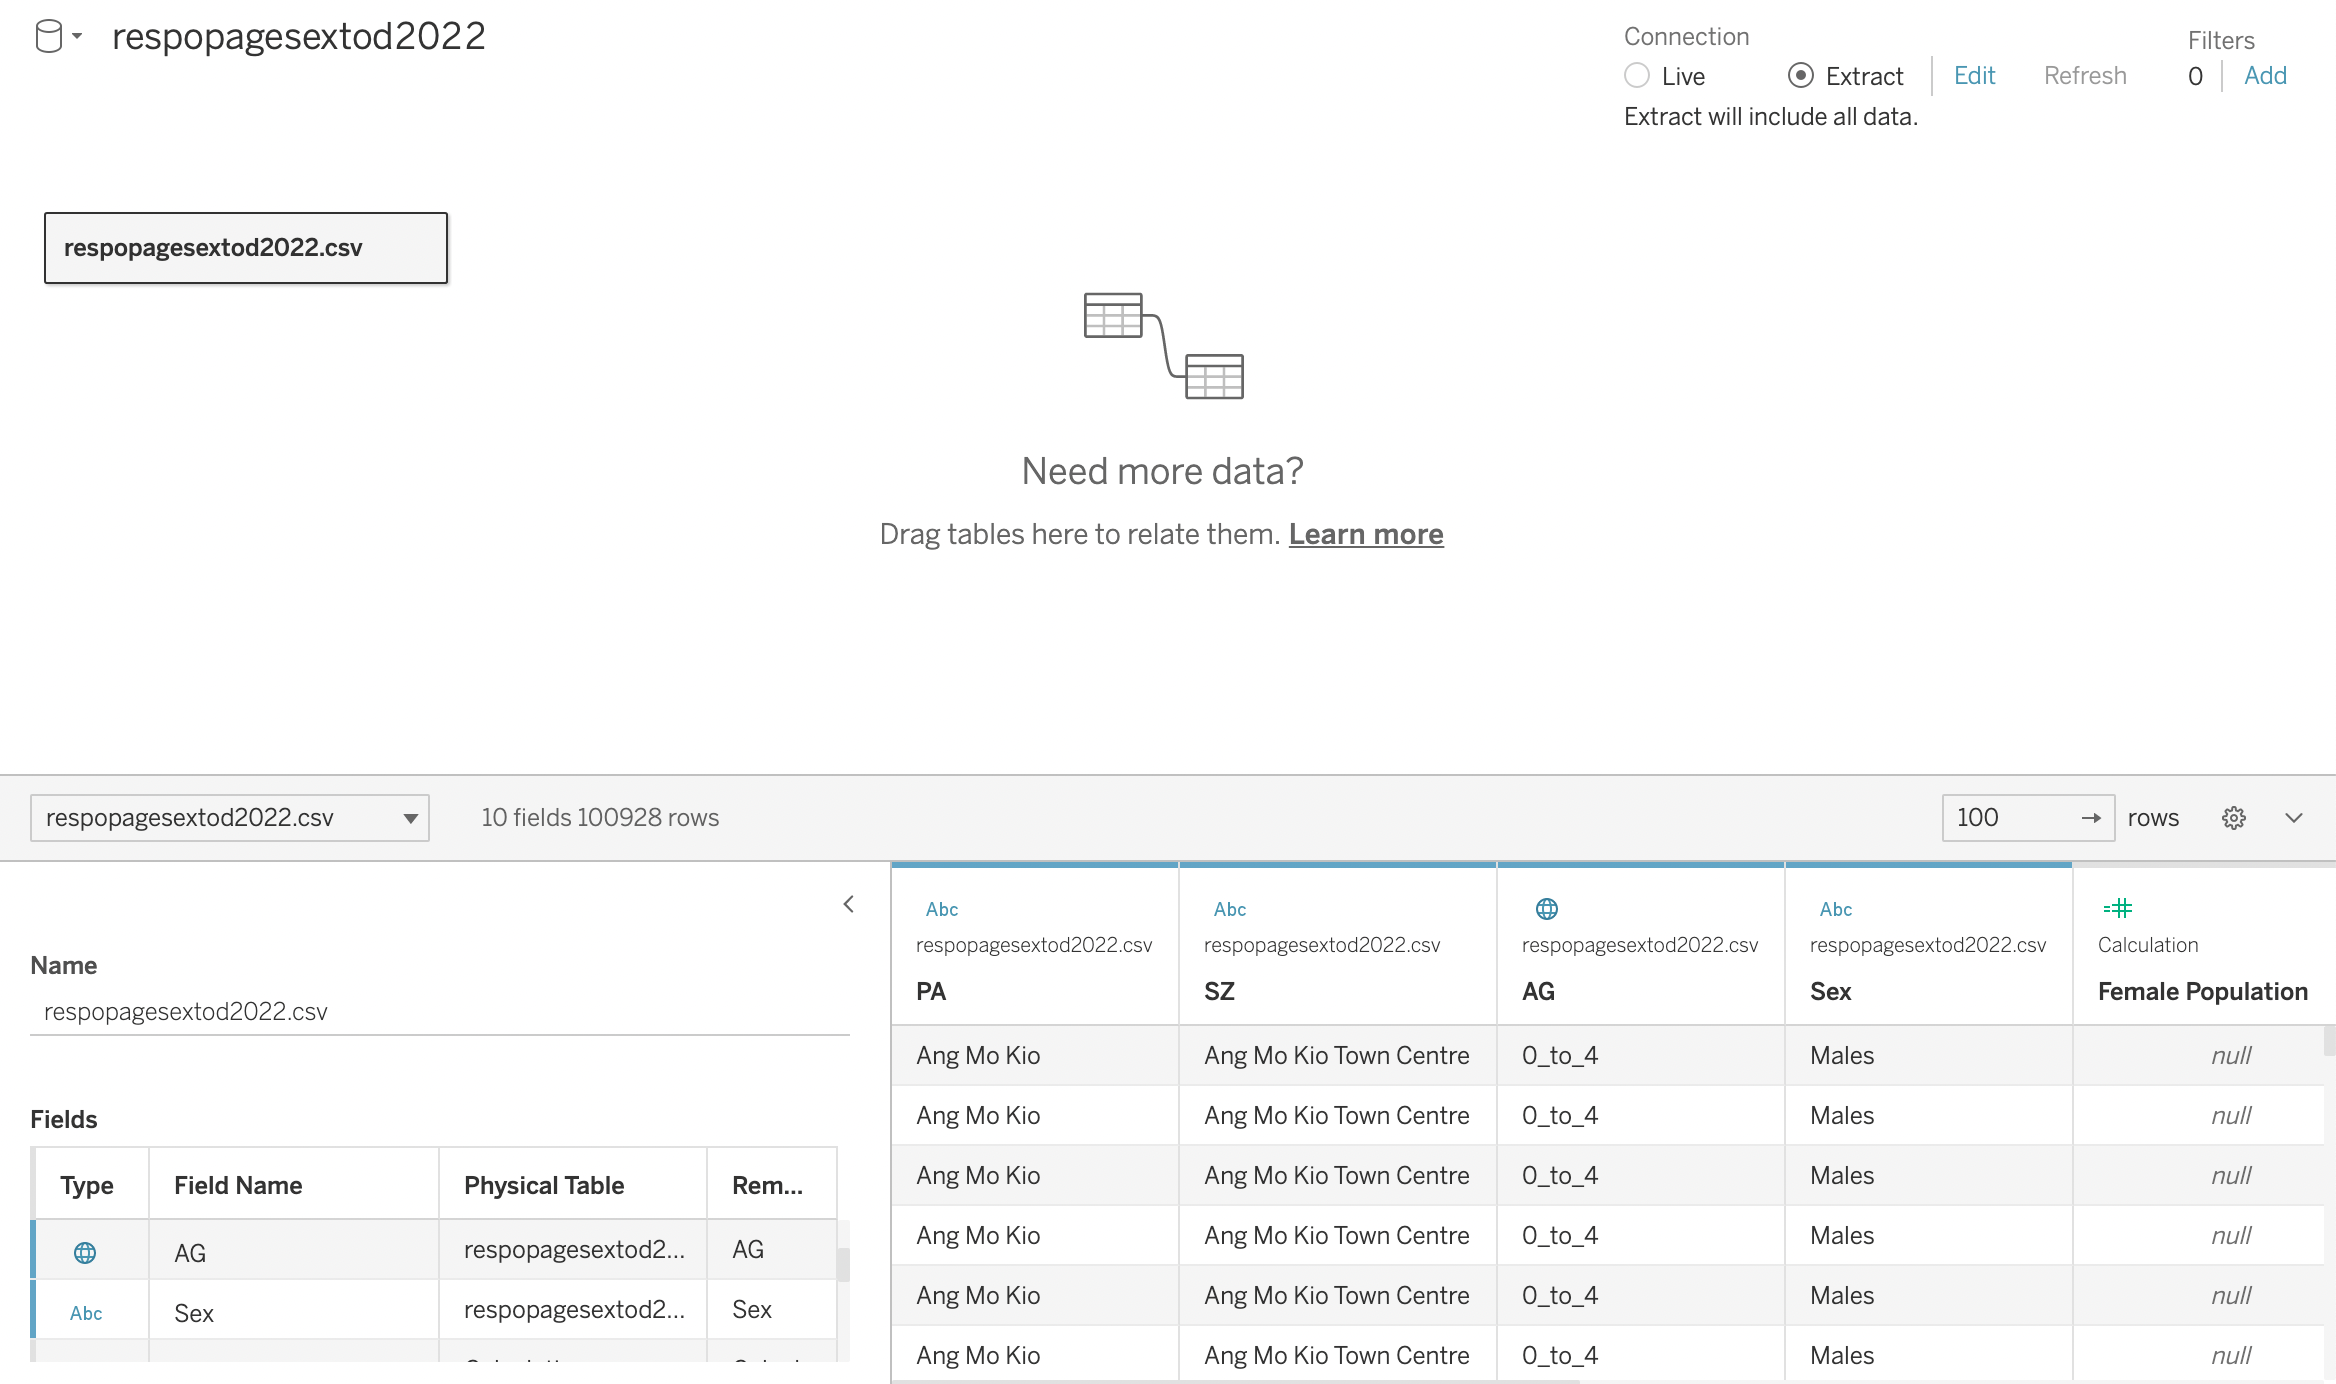 respopagesextod2022
Connection
Filters
Live Extract Edit Refresh 0 Add
Extract will include all data.
respopagesextod2022.csv
Need more data?
Drag tables here to relate them. Learn more
respopagesextod2022.csv 10 fields 100928 rows 100 → rows
Name
respopagesextod2022.csv
Fields
Type Field Name Physical Table Rem...
AG respopagesextod2... AG
Abc Sex respopagesextod2... Sex
Abc Abc Abc =#
respopagesextod2022.csv respopagesextod2022.csv respopagesextod2022.csv respopagesextod2022.csv Calculation
PA SZ AG Sex Female Population
Ang Mo Kio Ang Mo Kio Town Centre 0_to_4 Males null
Ang Mo Kio Ang Mo Kio Town Centre 0_to_4 Males null
Ang Mo Kio Ang Mo Kio Town Centre 0_to_4 Males null
Ang Mo Kio Ang Mo Kio Town Centre 0_to_4 Males null
Ang Mo Kio Ang Mo Kio Town Centre 0_to_4 Males null
Ang Mo Kio Ang Mo Kio Town Centre 0_to_4 Males null